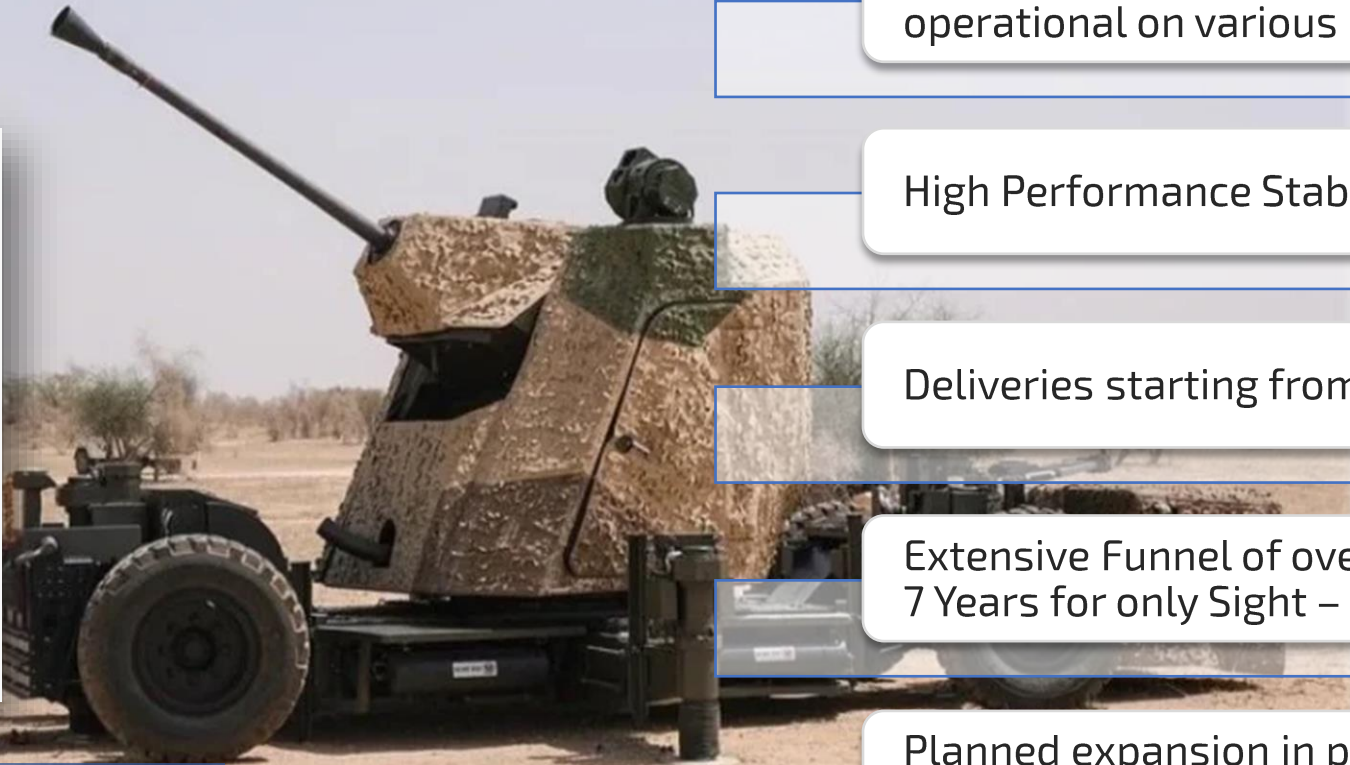 operational on various
High Performance Stab
Deliveries starting from
Extensive Funnel of ove
7 Years for only Sight –
Planned expansion in p